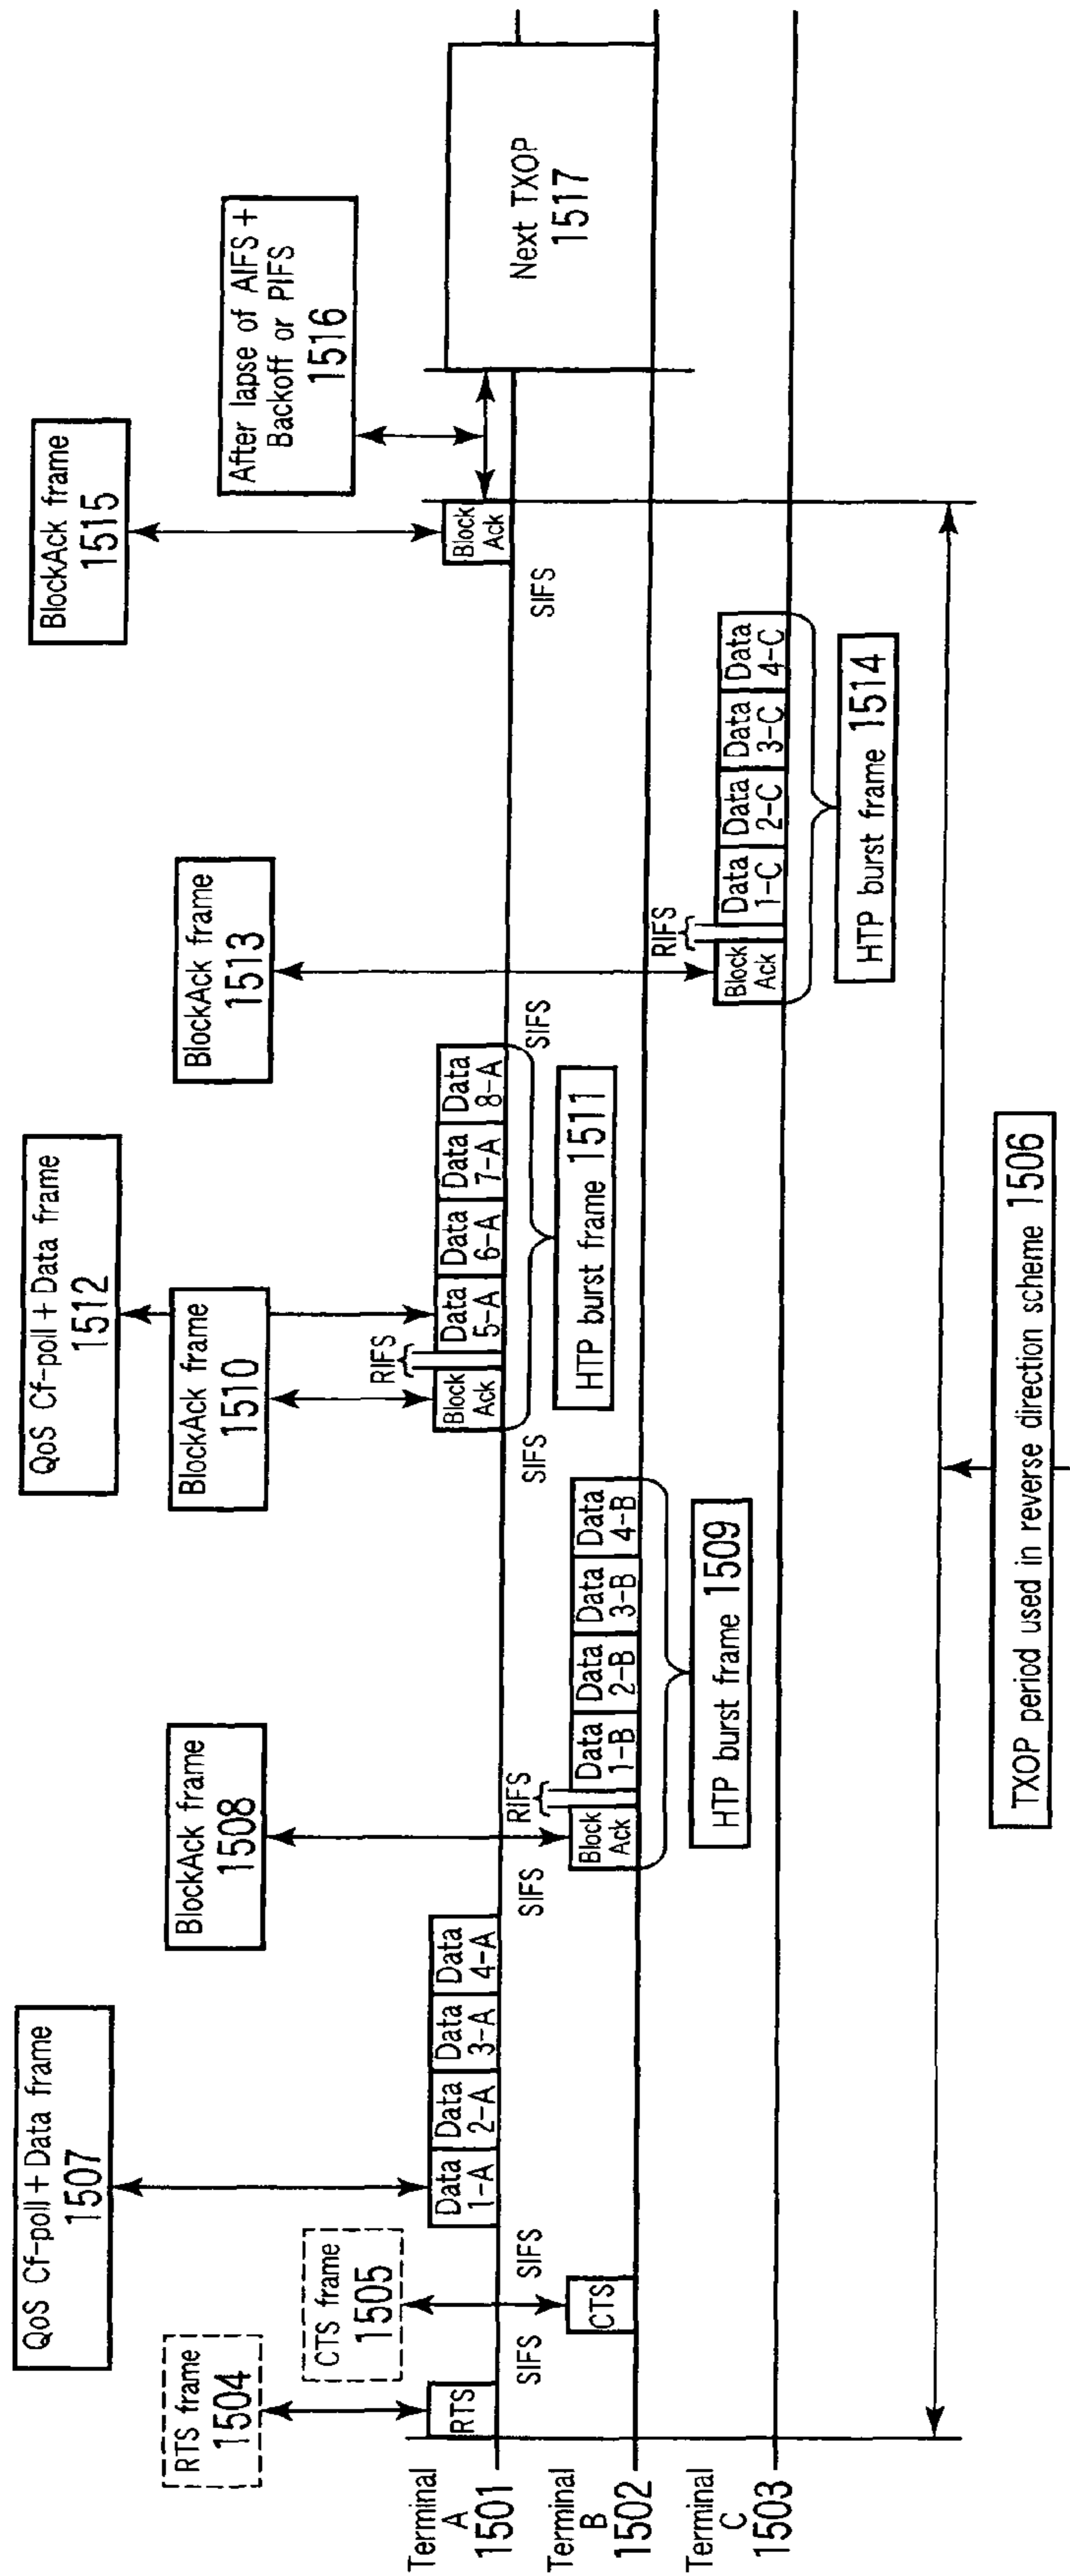 QoS Cf-poll + Data frame
1507
QoS Cf-poll + Data frame
1512
BlockAck frame
1515
RTS frame
1504
BlockAck frame
1508
BlockAck frame
1510
BlockAck frame
1513
After lapse of AIFS +
Backoff or PIFS
1516
CTS frame
1505
Terminal
A
1501
RTS
Data
1-A
Data
2-A
Data
3-A
Data
4-A
Block
Ack
RIFS
Data
5-A
Data
6-A
Data
7-A
Data
8-A
Block
Ack
Next TXOP
1517
SIFS
SIFS
SIFS
SIFS
SIFS
SIFS
Terminal
B
1502
CTS
Block
Ack
RIFS
Data
1-B
Data
2-B
Data
3-B
Data
4-B
HTP burst frame 1511
Terminal
C
1503
HTP burst frame 1509
Block
Ack
RIFS
Data
1-C
Data
2-C
Data
3-C
Data
4-C
HTP burst frame 1514
TXOP period used in reverse direction scheme 1506